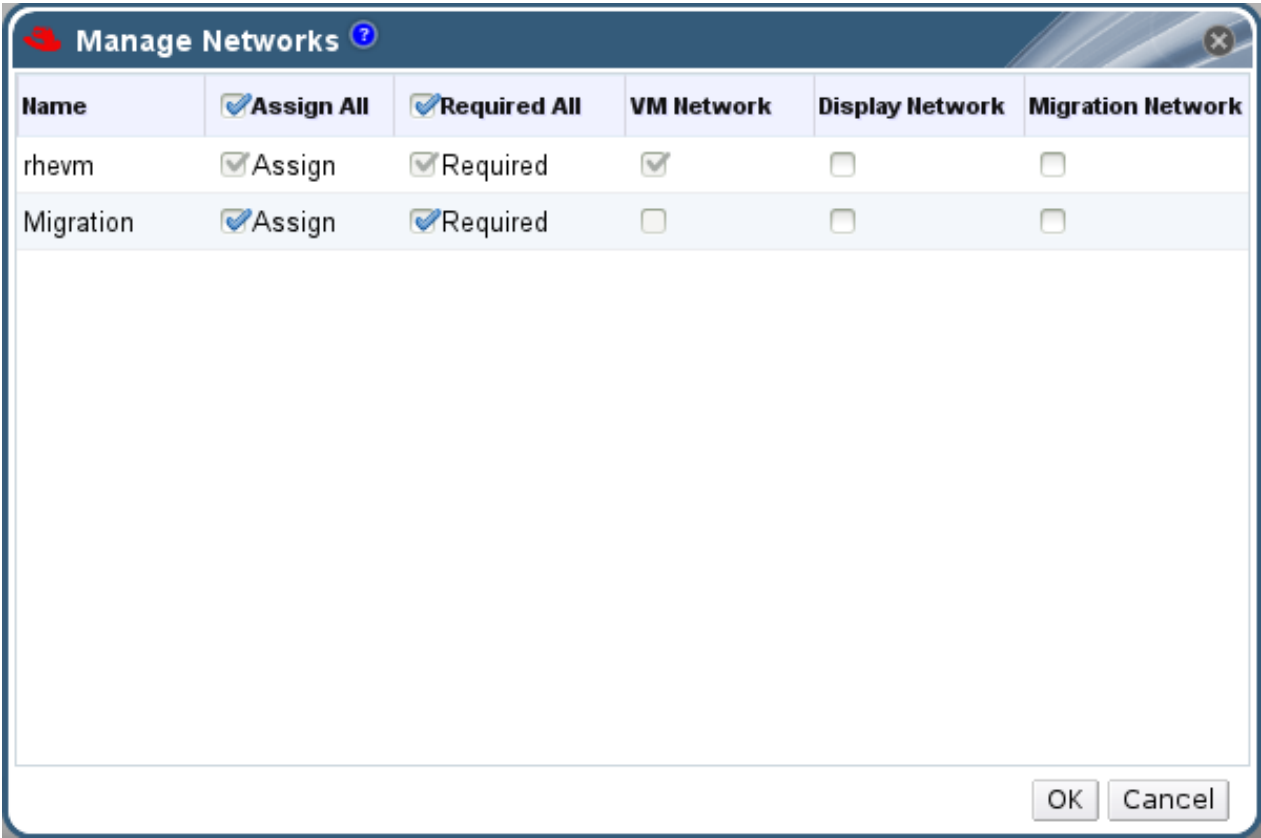 Manage Networks ?
Name Assign All Required All VM Network Display Network Migration Network
rhevm Assign Required
Migration Assign Required
OK Cancel